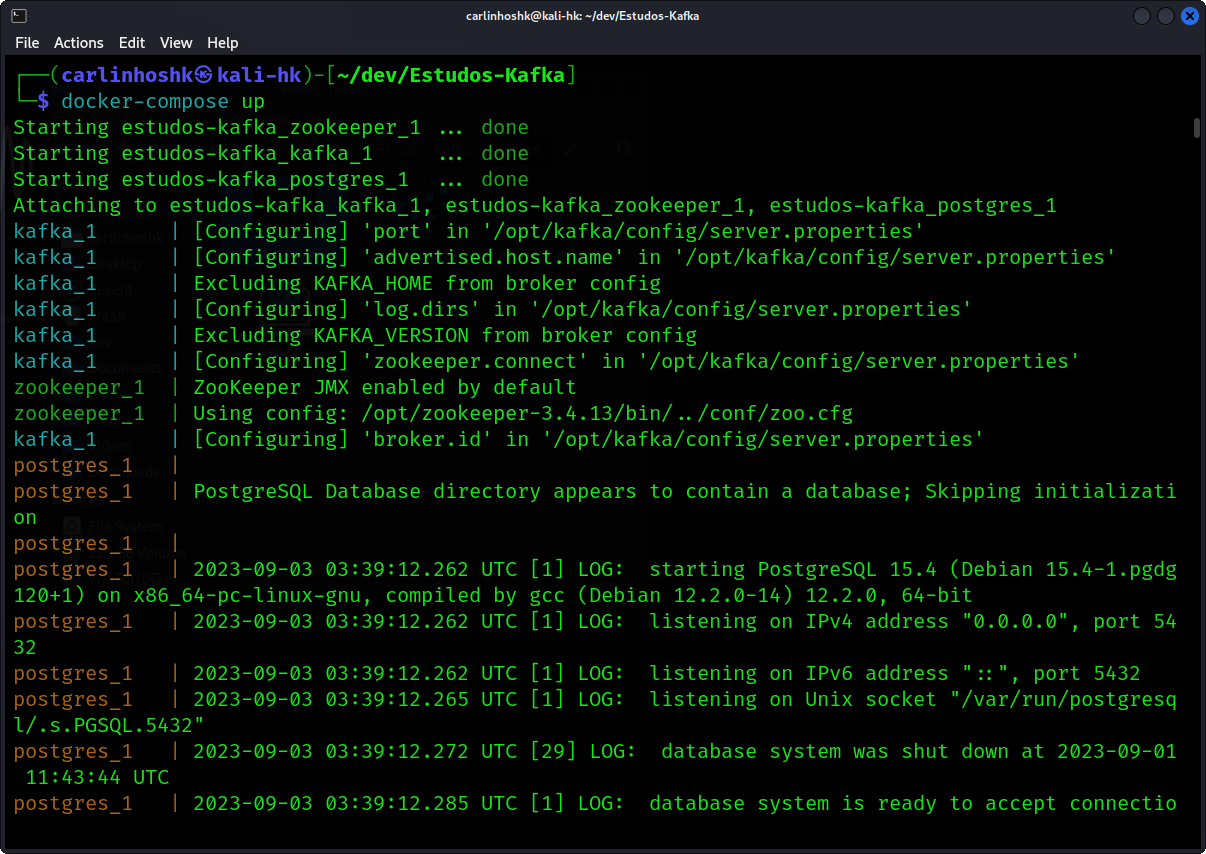 carlinhoshk@kali-hk: ~/dev/Estudos-Kafka
File Actions Edit View Help
┌──(carlinhoshk㉿kali-hk)-[~/dev/Estudos-Kafka]
└─$ docker-compose up
Starting estudos-kafka_zookeeper_1 ... done
Starting estudos-kafka_kafka_1     ... done
Starting estudos-kafka_postgres_1  ... done
Attaching to estudos-kafka_kafka_1, estudos-kafka_zookeeper_1, estudos-kafka_postgres_1
kafka_1      | [Configuring] 'port' in '/opt/kafka/config/server.properties'
kafka_1      | [Configuring] 'advertised.host.name' in '/opt/kafka/config/server.properties'
kafka_1      | Excluding KAFKA_HOME from broker config
kafka_1      | [Configuring] 'log.dirs' in '/opt/kafka/config/server.properties'
kafka_1      | Excluding KAFKA_VERSION from broker config
kafka_1      | [Configuring] 'zookeeper.connect' in '/opt/kafka/config/server.properties'
zookeeper_1  | ZooKeeper JMX enabled by default
zookeeper_1  | Using config: /opt/zookeeper-3.4.13/bin/../conf/zoo.cfg
kafka_1      | [Configuring] 'broker.id' in '/opt/kafka/config/server.properties'
postgres_1   |
postgres_1   | PostgreSQL Database directory appears to contain a database; Skipping initializati
on
postgres_1   |
postgres_1   | 2023-09-03 03:39:12.262 UTC [1] LOG:  starting PostgreSQL 15.4 (Debian 15.4-1.pgdg
120+1) on x86_64-pc-linux-gnu, compiled by gcc (Debian 12.2.0-14) 12.2.0, 64-bit
postgres_1   | 2023-09-03 03:39:12.262 UTC [1] LOG:  listening on IPv4 address "0.0.0.0", port 54
32
postgres_1   | 2023-09-03 03:39:12.262 UTC [1] LOG:  listening on IPv6 address "::", port 5432
postgres_1   | 2023-09-03 03:39:12.265 UTC [1] LOG:  listening on Unix socket "/var/run/postgresq
l/.s.PGSQL.5432"
postgres_1   | 2023-09-03 03:39:12.272 UTC [29] LOG:  database system was shut down at 2023-09-01
 11:43:44 UTC
postgres_1   | 2023-09-03 03:39:12.285 UTC [1] LOG:  database system is ready to accept connectio